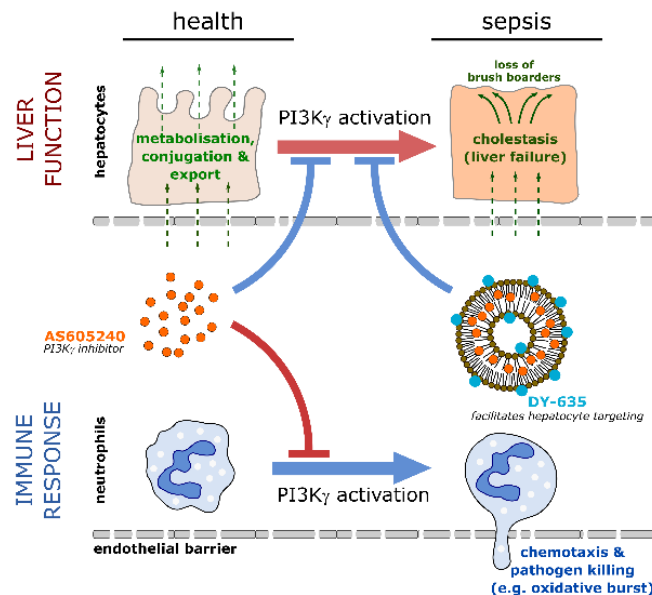 health
sepsis
LIVER
FUNCTION
hepatocytes
metabolisation,
conjugation &
export
PI3Kγ activation
loss of
brush boarders
cholestasis
(liver failure)
AS605240
PI3Kγ inhibitor
DY-635
facilitates hepatocyte targeting
IMMUNE
RESPONSE
neutrophils
PI3Kγ activation
endothelial barrier
chemotaxis &
pathogen killing
(e.g. oxidative burst)